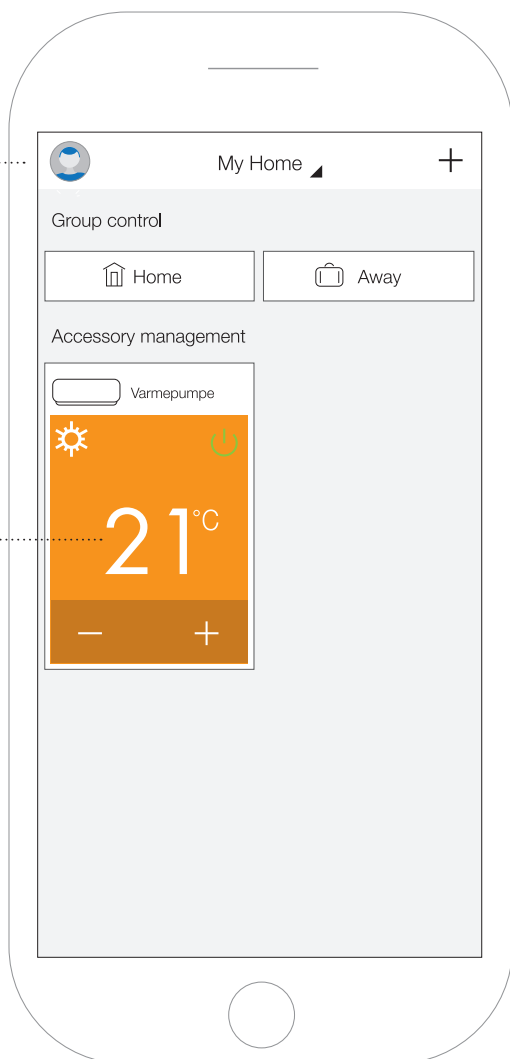 My Home
Group control
Home
Away
Accessory management
Varmepumpe
21°C